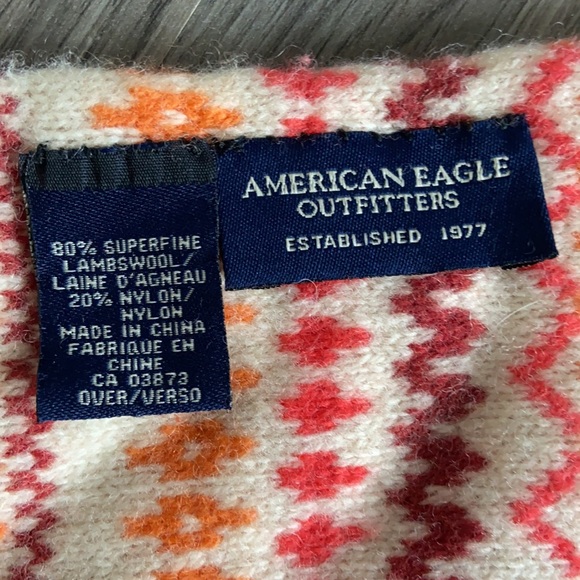 AMERICAN EAGLE
OUTFITTERS
ESTABLISHED 1977
80% SUPERFINE
LAMBSWOOL/
LAINE D'AGNEAU
20% NYLON/
NYLON
MADE IN CHINA
FABRIQUE EN
CHINE
CA 03873
OVER/VERSO